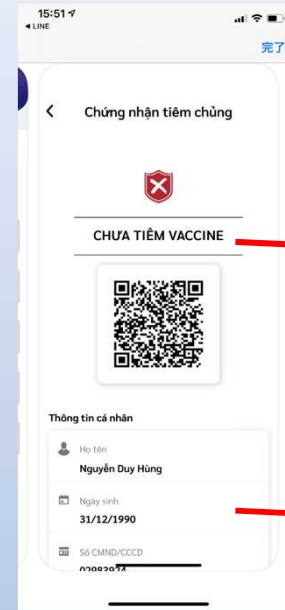 15:51
LINE
完了
Chứng nhận tiêm chủng
CHƯA TIÊM VACCINE
Thông tin cá nhân
Họ tên
Nguyễn Duy Hùng
Ngày sinh
31/12/1990
Số CMND/CCCD